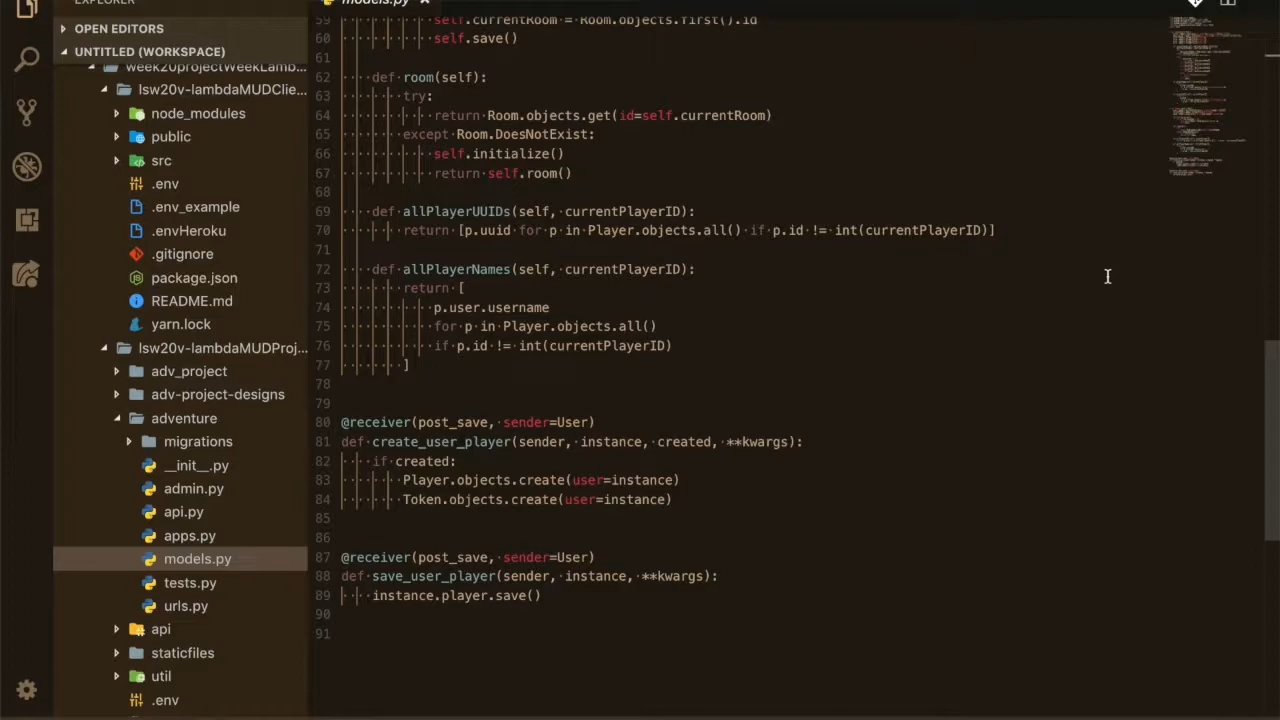 EXPLORER
OPEN EDITORS
UNTITLED (WORKSPACE)
week20projectWeekLamb...
lsw20v-lambdaMUDClie...
node_modules
public
src
.env
.env_example
.envHeroku
.gitignore
package.json
README.md
yarn.lock
lsw20v-lambdaMUDProj...
adv_project
adv-project-designs
adventure
migrations
__init__.py
admin.py
api.py
apps.py
models.py
tests.py
urls.py
api
staticfiles
util
.env
models.py
59 self.currentRoom = Room.objects.first().id
60 self.save()
61
62 def room(self):
63 try:
64 return Room.objects.get(id=self.currentRoom)
65 except Room.DoesNotExist:
66 self.initialize()
67 return self.room()
68
69 def allPlayerUUIDs(self, currentPlayerID):
70 return [p.uuid for p in Player.objects.all() if p.id != int(currentPlayerID)]
71
72 def allPlayerNames(self, currentPlayerID):
73 return [
74 p.user.username
75 for p in Player.objects.all()
76 if p.id != int(currentPlayerID)
77 ]
78
79
80 @receiver(post_save, sender=User)
81 def create_user_player(sender, instance, created, **kwargs):
82 if created:
83 Player.objects.create(user=instance)
84 Token.objects.create(user=instance)
85
86
87 @receiver(post_save, sender=User)
88 def save_user_player(sender, instance, **kwargs):
89 instance.player.save()
90
91